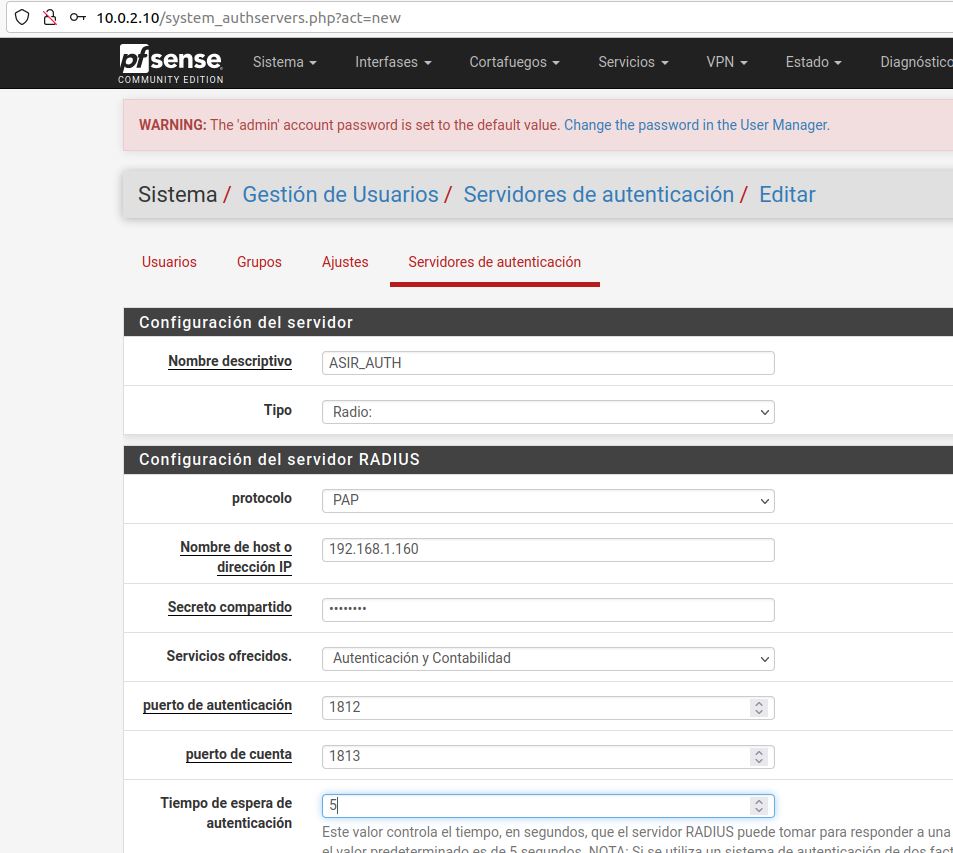 10.0.2.10/system_authservers.php?act=new
pfsense
COMMUNITY EDITION
Sistema Interfases Cortafuegos Servicios VPN Estado Diagnóstico
WARNING: The 'admin' account password is set to the default value. Change the password in the User Manager.
Sistema / Gestión de Usuarios / Servidores de autenticación / Editar
Usuarios Grupos Ajustes Servidores de autenticación
Configuración del servidor
Nombre descriptivo ASIR_AUTH
Tipo Radio:
Configuración del servidor RADIUS
protocolo PAP
Nombre de host o
dirección IP
192.168.1.160
Secreto compartido ••••••••
Servicios ofrecidos. Autenticación y Contabilidad
puerto de autenticación 1812
puerto de cuenta 1813
Tiempo de espera de
autenticación
5
Este valor controla el tiempo, en segundos, que el servidor RADIUS puede tomar para responder a una
el valor predeterminado es de 5 segundos. NOTA: Si se utiliza un sistema de autenticación de dos fact